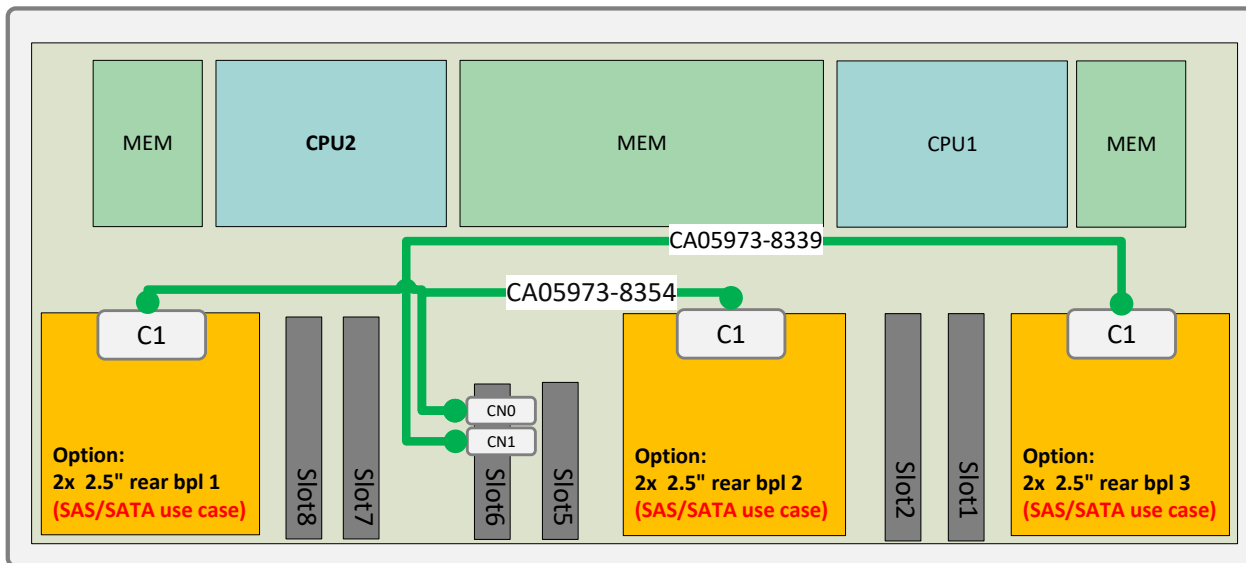 MEM
CPU2
MEM
CPU1
MEM
CA05973-8339
CA05973-8354
C1
C1
C1
CN0
CN1
Option:
2x 2.5" rear bpl 1
(SAS/SATA use case)
Slot8
Slot7
Slot6
Slot5
Option:
2x 2.5" rear bpl 2
(SAS/SATA use case)
Slot2
Slot1
Option:
2x 2.5" rear bpl 3
(SAS/SATA use case)